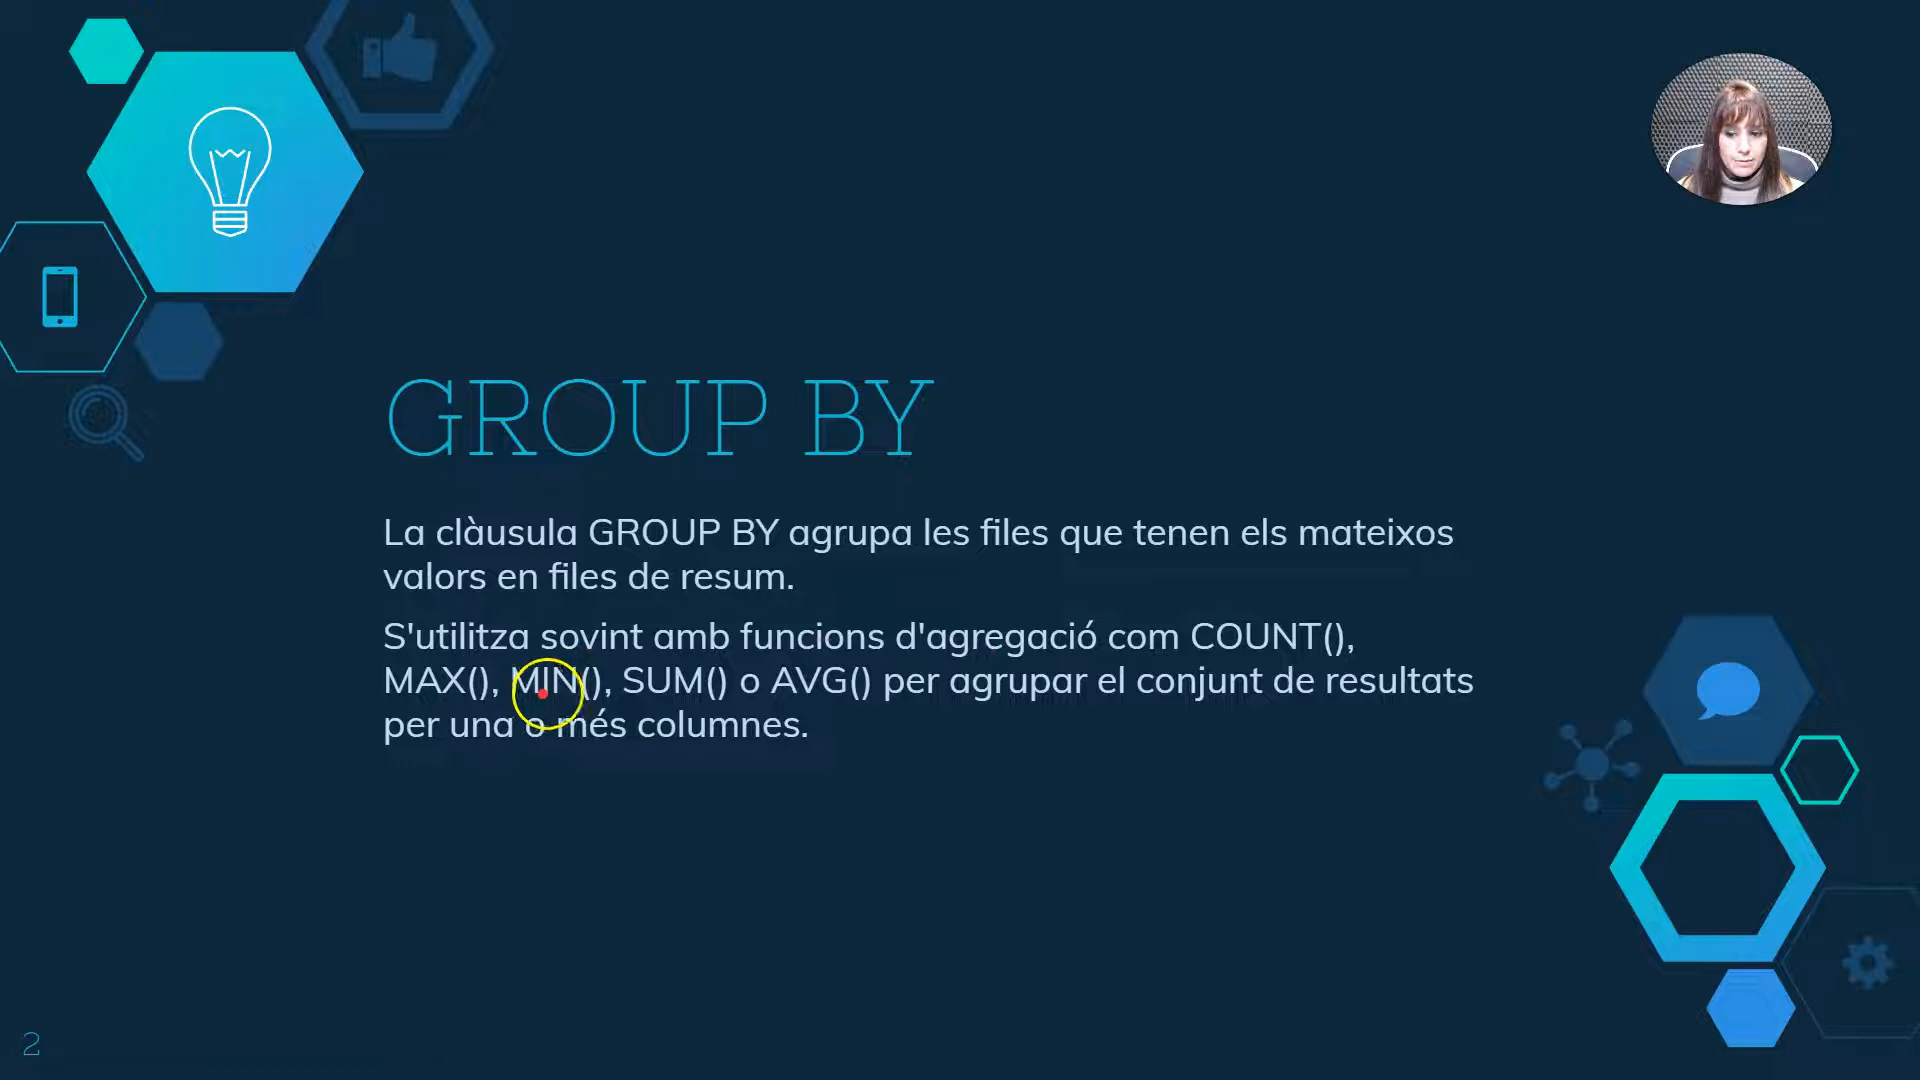 GROUP BY
La clàusula GROUP BY agrupa les files que tenen els mateixos
valors en files de resum.
S'utilitza sovint amb funcions d'agregació com COUNT(),
MAX(), MIN(), SUM() o AVG() per agrupar el conjunt de resultats
per una o més columnes.
2